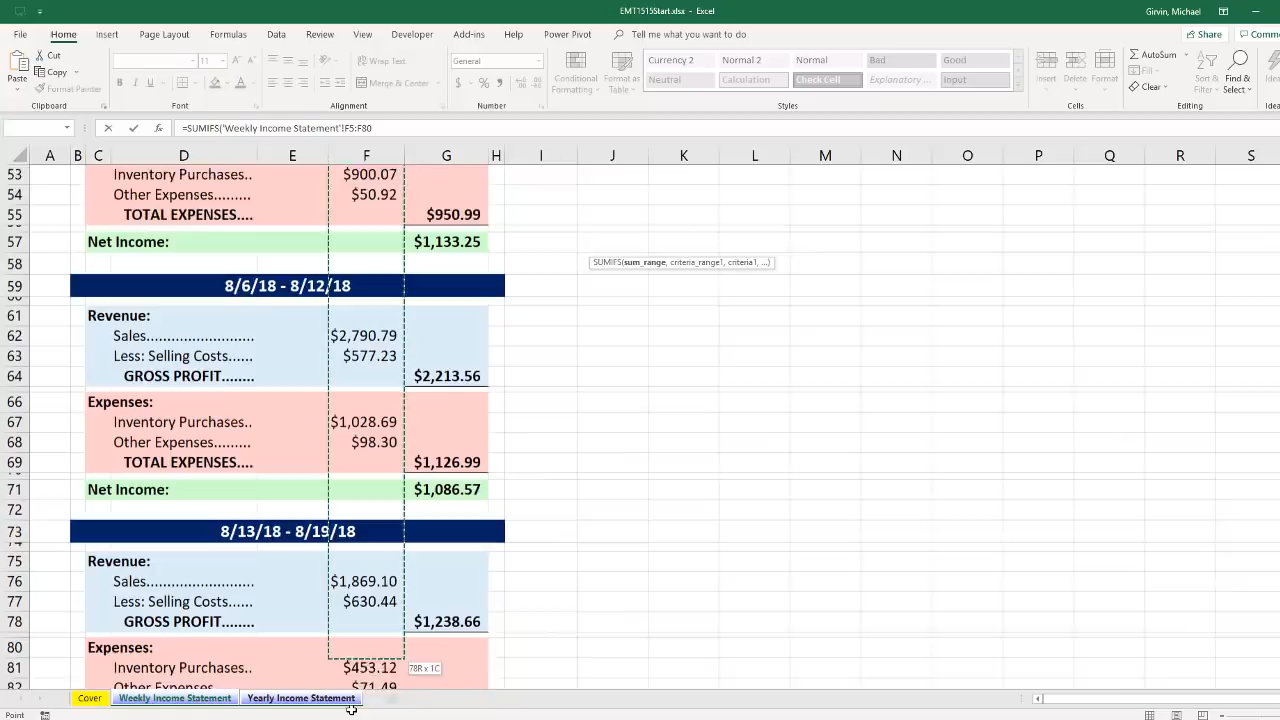 EMT1515Start.xlsx - Excel
Girvin, Michael
File Home Insert Page Layout Formulas Data Review View Developer Add-ins Help Power Pivot Tell me what you want to do Share Comme
Paste Cut Copy Format Painter Clipboard
11 B I U Font
Wrap Text Merge & Center Alignment
General $ % Number
Conditional Formatting Format as Table Currency 2 Normal 2 Normal Bad Good
Neutral Calculation Check Cell Explanatory ... Input Styles
Insert Delete Format Cells
AutoSum Fill Clear Sort & Filter Find & Select Editing
Ideas
=SUMIFS('Weekly Income Statement'!F5:F80
A B C D E F G H I J K L M N O P Q R S
53 Inventory Purchases.. $900.07
54 Other Expenses......... $50.92
55 TOTAL EXPENSES.... $950.99
57 Net Income: $1,133.25
58 SUMIFS(sum_range, criteria_range1, criteria1, ...)
59 8/6/18 - 8/12/18
61 Revenue:
62 Sales.......................... $2,790.79
63 Less: Selling Costs...... $577.23
64 GROSS PROFIT........ $2,213.56
66 Expenses:
67 Inventory Purchases.. $1,028.69
68 Other Expenses......... $98.30
69 TOTAL EXPENSES.... $1,126.99
71 Net Income: $1,086.57
72
73 8/13/18 - 8/19/18
75 Revenue:
76 Sales.......................... $1,869.10
77 Less: Selling Costs...... $630.44
78 GROSS PROFIT........ $1,238.66
80 Expenses:
81 Inventory Purchases.. $453.12 78R x 1C
82 Other Expenses......... $71.49
Cover Weekly Income Statement Yearly Income Statement
Point